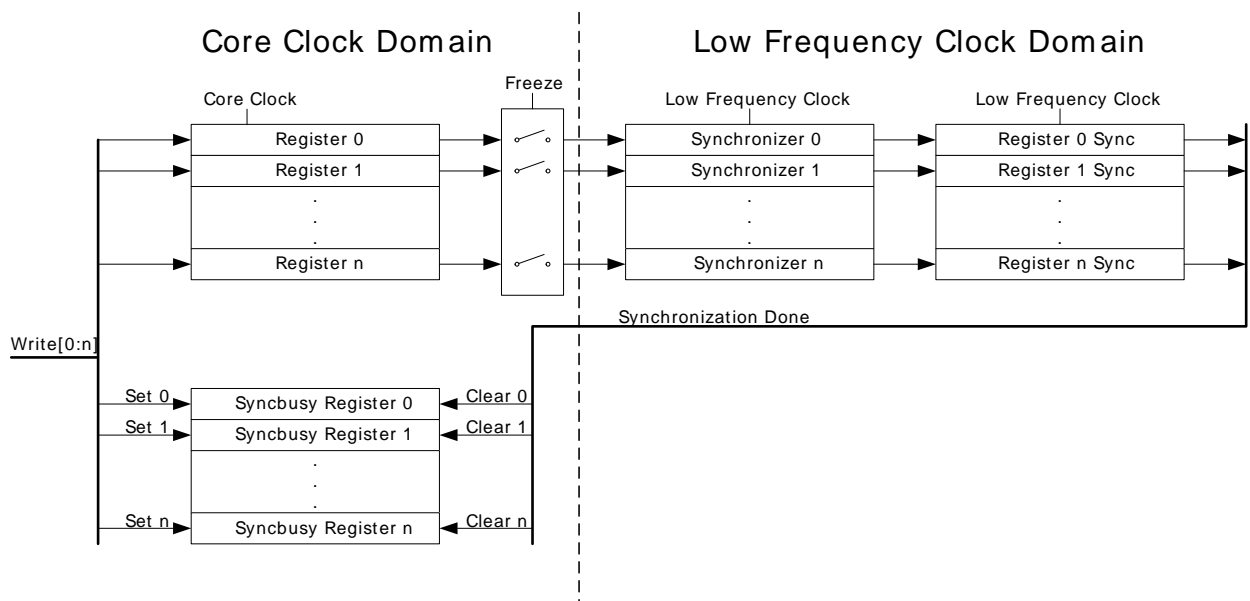 Core Clock Domain
Low Frequency Clock Domain
Freeze
Core Clock
Low Frequency Clock
Low Frequency Clock
Register 0
Synchronizer 0
Register 0 Sync
Register 1
Synchronizer 1
Register 1 Sync
.
.
.
.
.
.
.
.
.
Register n
Synchronizer n
Register n Sync
Synchronization Done
Write[0:n]
Set 0
Syncbusy Register 0
Clear 0
Set 1
Syncbusy Register 1
Clear 1
.
.
.
Set n
Syncbusy Register n
Clear n